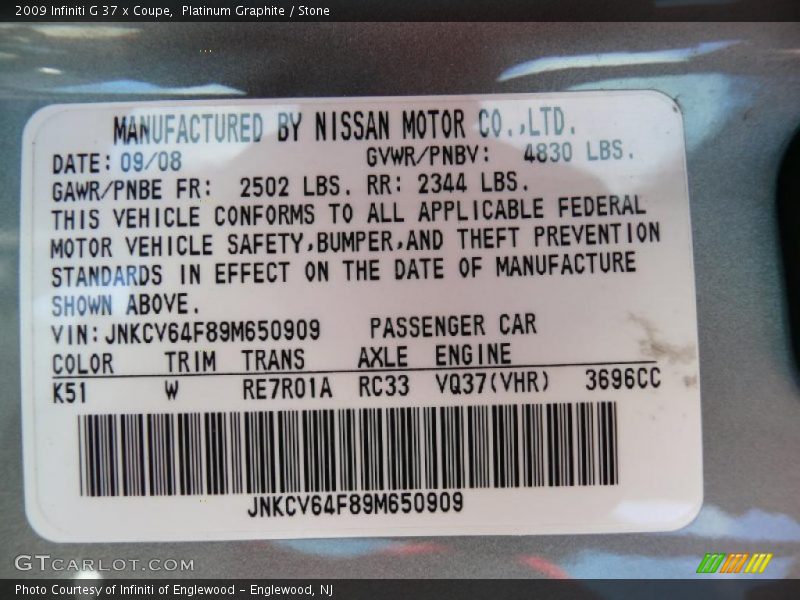 2009 Infiniti G 37 x Coupe,  Platinum Graphite / Stone
MANUFACTURED BY NISSAN MOTOR CO.,LTD.
DATE: 09/08 GVWR/PNBV: 4830 LBS.
GAWR/PNBE FR: 2502 LBS. RR: 2344 LBS.
THIS VEHICLE CONFORMS TO ALL APPLICABLE FEDERAL
MOTOR VEHICLE SAFETY,BUMPER,AND THEFT PREVENTION
STANDARDS IN EFFECT ON THE DATE OF MANUFACTURE
SHOWN ABOVE.
VIN: JNKCV64F89M650909 PASSENGER CAR
COLOR TRIM TRANS AXLE ENGINE
K51 W RE7R01A RC33 VQ37(VHR) 3696CC
JNKCV64F89M650909
GTCARLOT.COM
Photo Courtesy of Infiniti of Englewood – Englewood, NJ